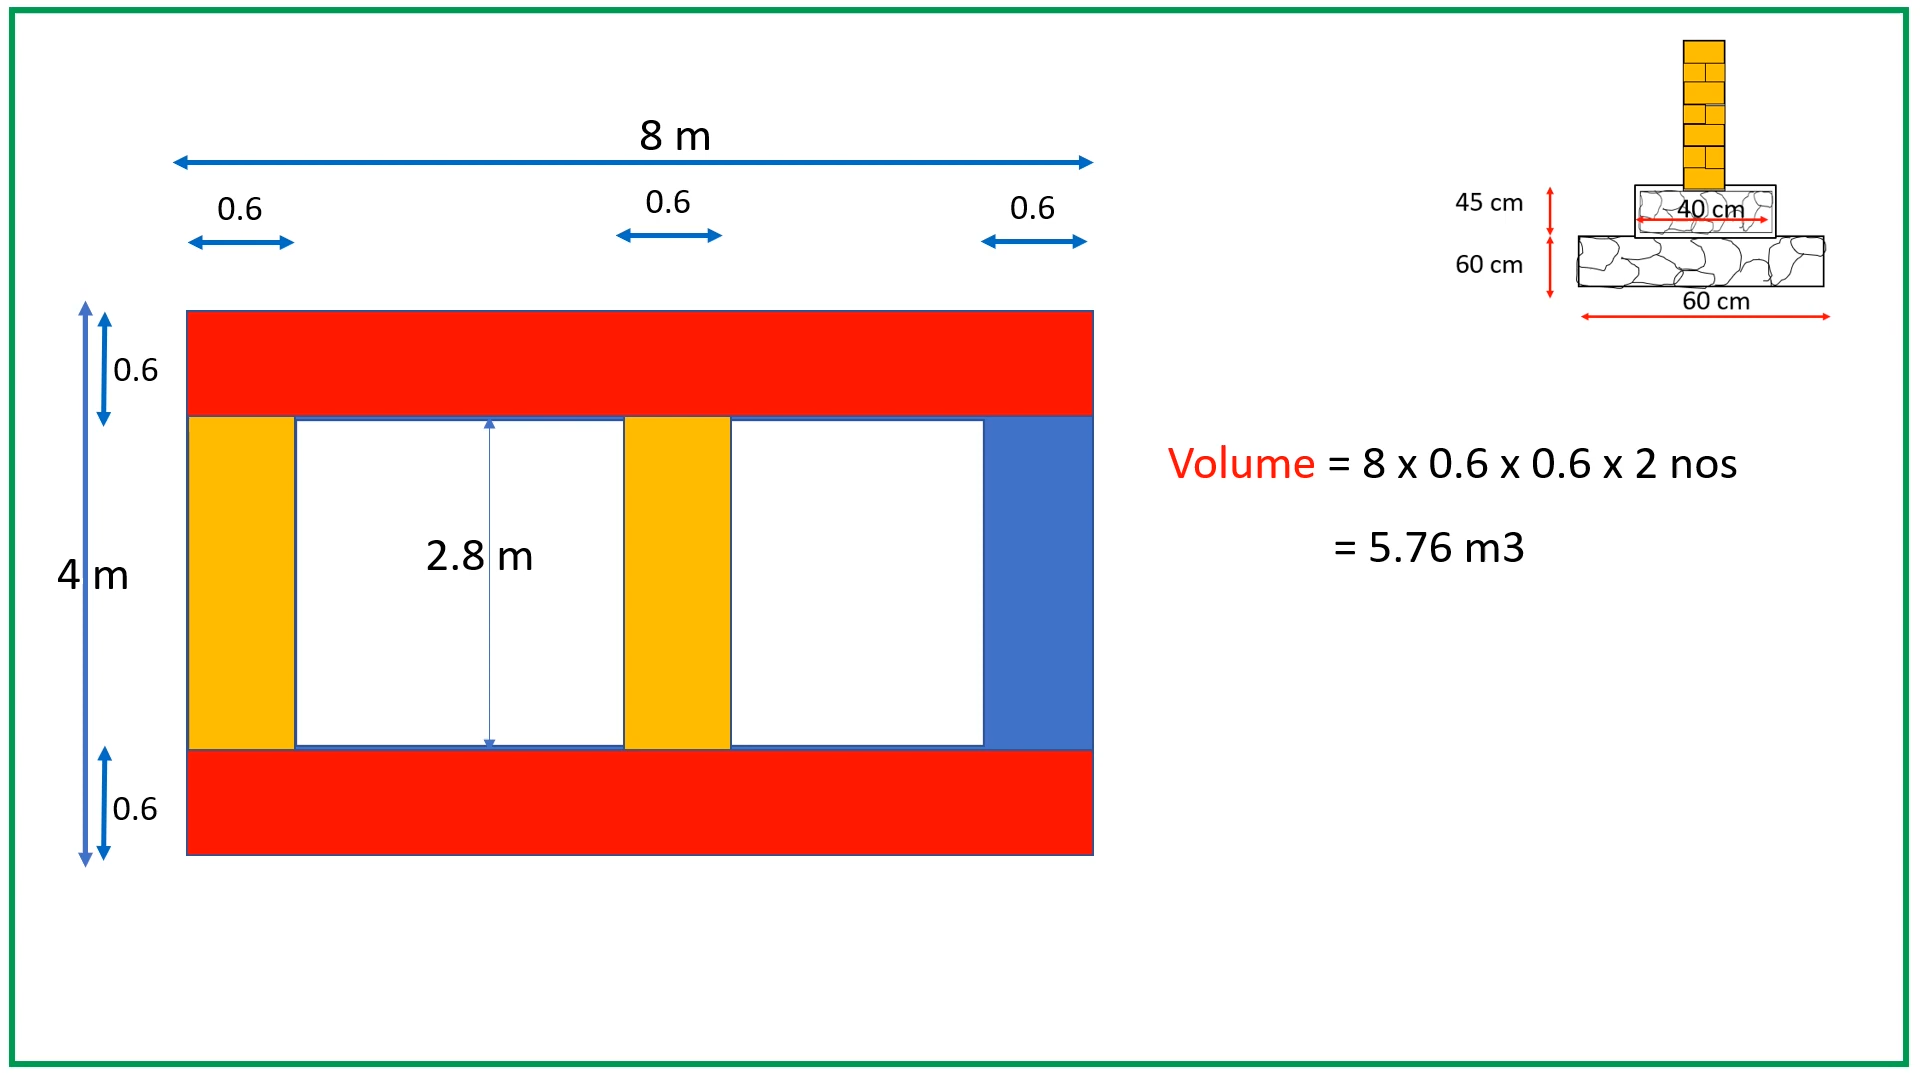 8 m
0.6
0.6
0.6
45 cm
40 cm
60 cm
60 cm
0.6
4 m
2.8 m
0.6
Volume = 8 x 0.6 x 0.6 x 2 nos
= 5.76 m3